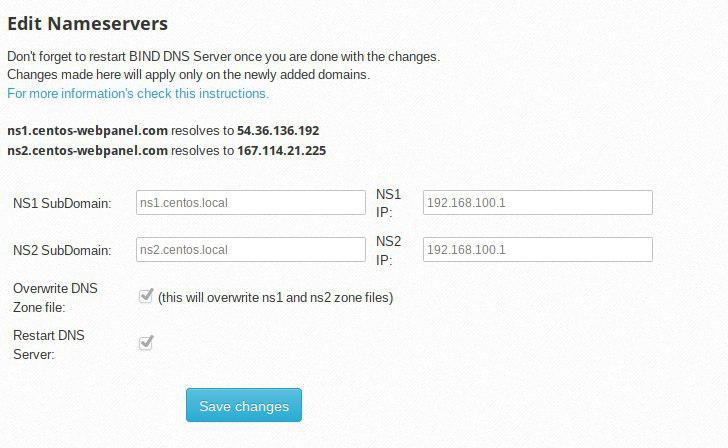 Edit Nameservers
Don't forget to restart BIND DNS Server once you are done with the changes.
Changes made here will apply only on the newly added domains.
For more information's check this instructions.
ns1.centos-webpanel.com resolves to 54.36.136.192
ns2.centos-webpanel.com resolves to 167.114.21.225
NS1 SubDomain: ns1.centos.local NS1 IP: 192.168.100.1
NS2 SubDomain: ns2.centos.local NS2 IP: 192.168.100.1
Overwrite DNS Zone file: (this will overwrite ns1 and ns2 zone files)
Restart DNS Server:
Save changes